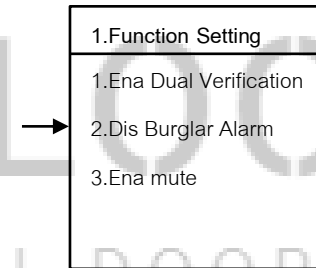 1.Function Setting
1.Ena Dual Verification
2.Dis Burglar Alarm
3.Ena mute